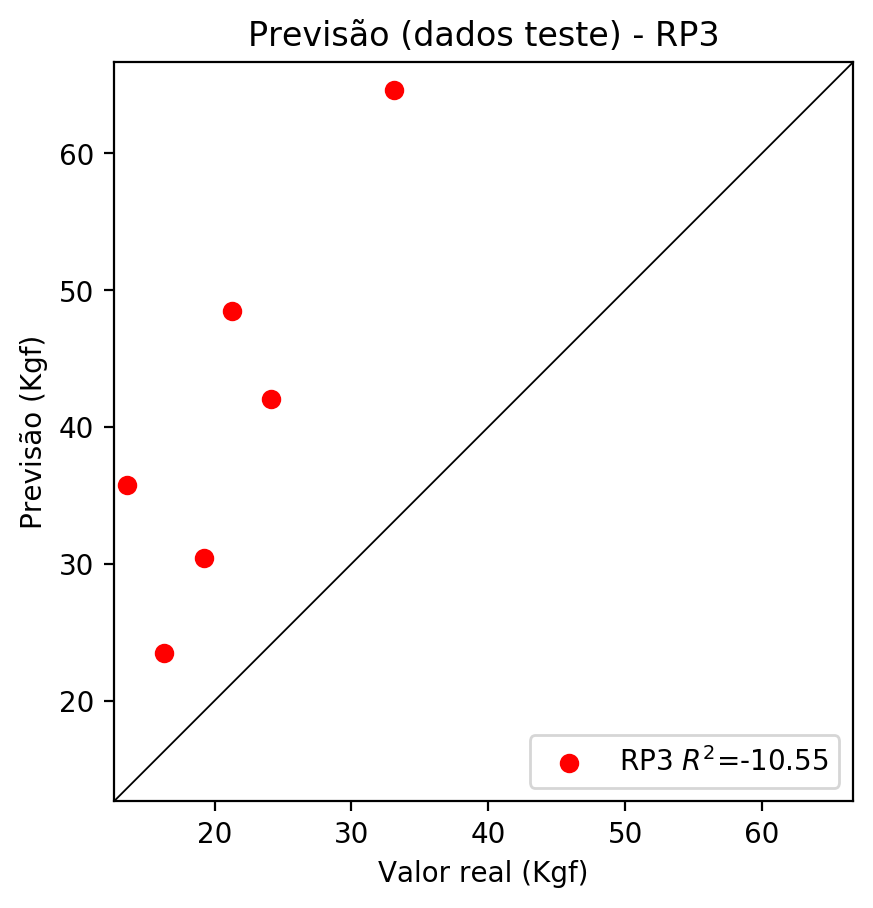 Previsão (dados teste) - RP3
60
50
40
30
20
Previsão (Kgf)
RP3 R²=-10.55
20 30 40 50 60
Valor real (Kgf)